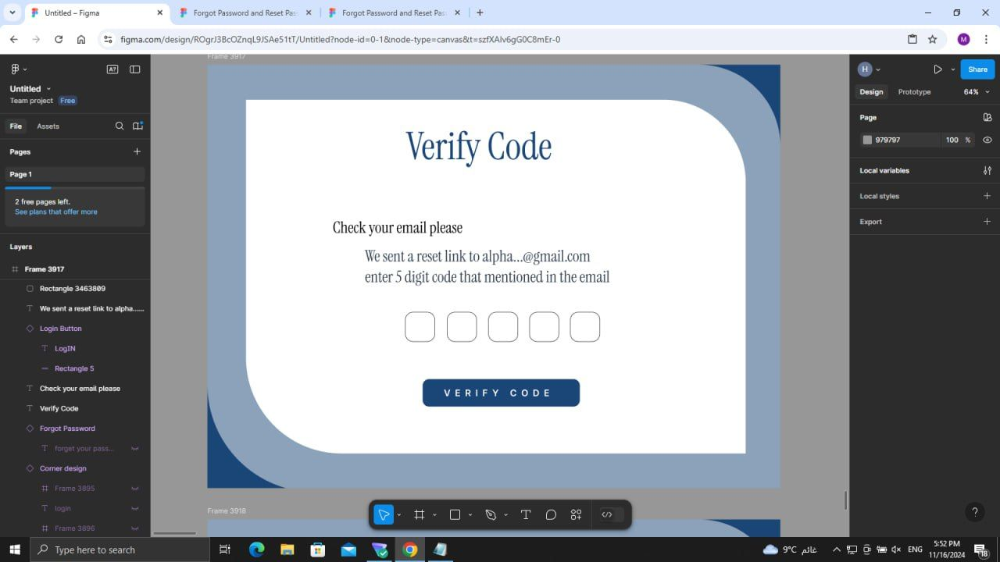 Untitled – Figma
Forgot Password and Reset Pas
Forgot Password and Reset Pas
figma.com/design/ROgrJ3BcOZnqL9JSAe51tT/Untitled?node-id=0-1&node-type=canvas&t=szfXAlv6gG0C8mEr-0
M
Frame 3917
A?
Untitled
Team project Free
File Assets
Pages
Page 1
2 free pages left.
See plans that offer more
Layers
Frame 3917
Rectangle 3463809
We sent a reset link to alpha......
Login Button
LogIN
Rectangle 5
Check your email please
Verify Code
Forgot Password
forget your pass...
Corner design
Frame 3895
login
Frame 3896
Verify Code
Check your email please
We sent a reset link to alpha...@gmail.com
enter 5 digit code that mentioned in the email
VERIFY CODE
Frame 3918
H
Share
Design Prototype 64%
Page
979797 100 %
Local variables
Local styles
Export
?
Type here to search
9°C غائم
ENG
5:52 PM
11/16/2024
18